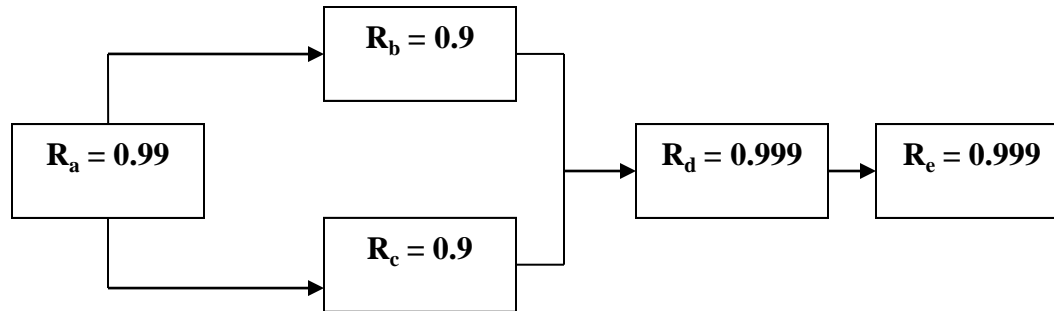 R_b = 0.9
R_a = 0.99
R_d = 0.999
R_e = 0.999
R_c = 0.9